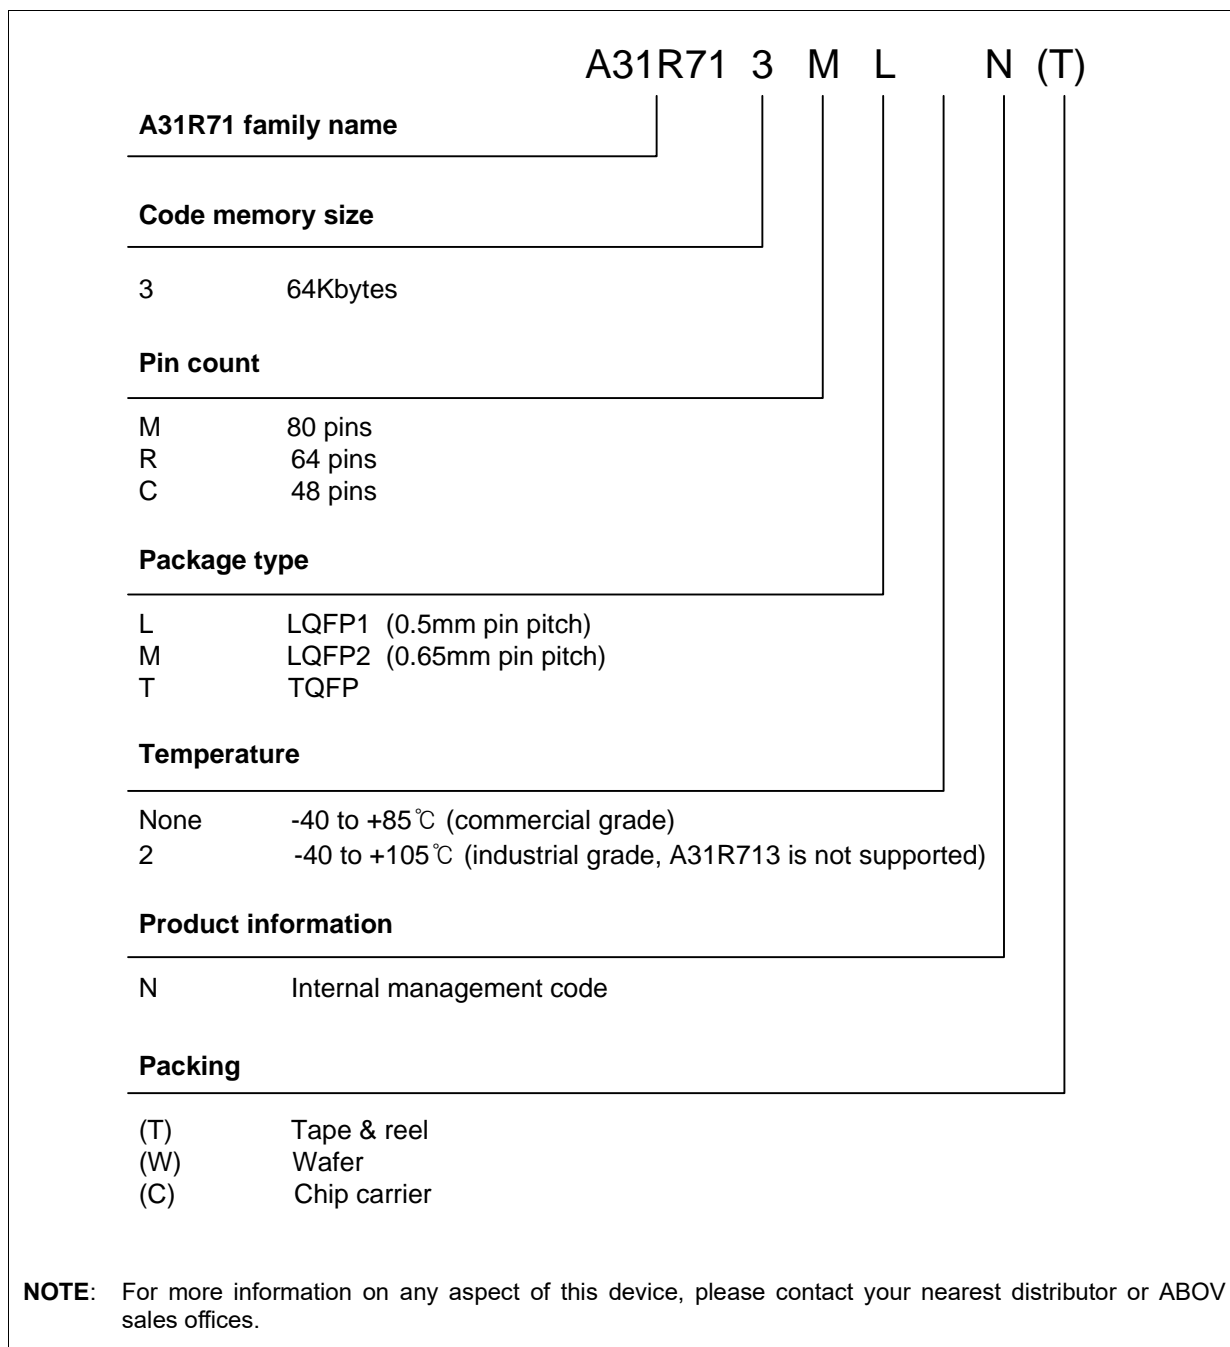 A31R71 3 M L N (T)
A31R71 family name
Code memory size
3 64Kbytes
Pin count
M 80 pins
R 64 pins
C 48 pins
Package type
L LQFP1 (0.5mm pin pitch)
M LQFP2 (0.65mm pin pitch)
T TQFP
Temperature
None -40 to +85℃ (commercial grade)
2 -40 to +105℃ (industrial grade, A31R713 is not supported)
Product information
N Internal management code
Packing
(T) Tape & reel
(W) Wafer
(C) Chip carrier
NOTE: For more information on any aspect of this device, please contact your nearest distributor or ABOV
sales offices.